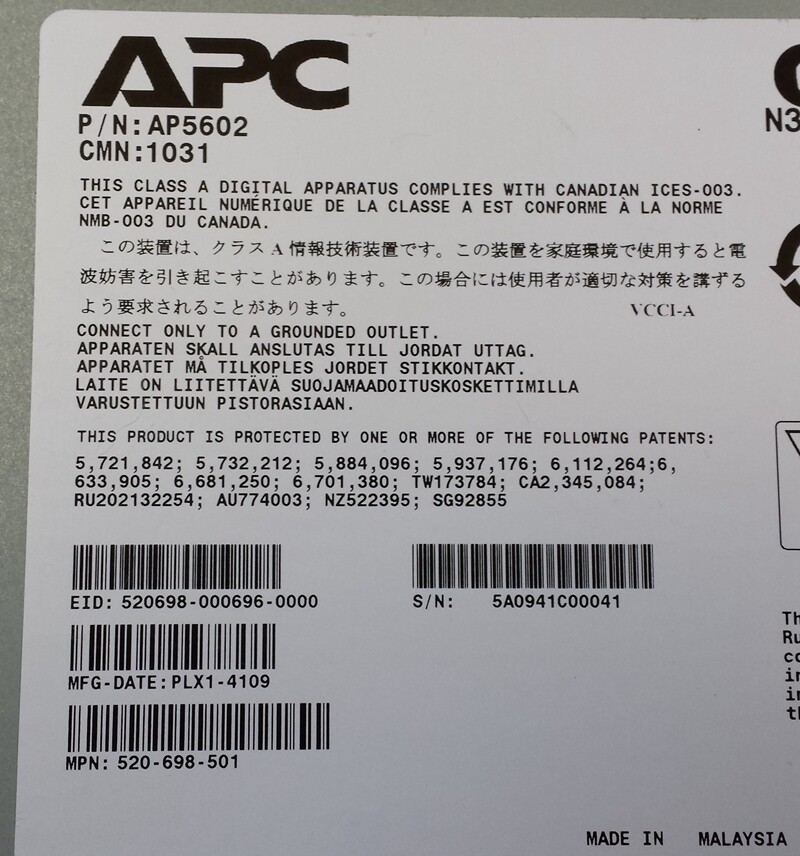 APC
P/N: AP5602
CMN:1031
N3
THIS CLASS A DIGITAL APPARATUS COMPLIES WITH CANADIAN ICES-003.
CET APPAREIL NUMÉRIQUE DE LA CLASSE A EST CONFORME À LA NORME
NMB-003 DU CANADA.
この装置は、クラス A 情報技術装置です。この装置を家庭環境で使用すると電
波妨害を引き起こすことがあります。この場合には使用者が適切な対策を講ずる
よう要求されることがあります。 VCCI-A
CONNECT ONLY TO A GROUNDED OUTLET.
APPARATEN SKALL ANSLUTAS TILL JORDAT UTTAG.
APPARATET MÅ TILKOPLES JORDET STIKKONTAKT.
LAITE ON LIITETTÄVÄ SUOJAMAADOITUSKOSKETTIMILLA
VARUSTETTUUN PISTORASIAAN.
THIS PRODUCT IS PROTECTED BY ONE OR MORE OF THE FOLLOWING PATENTS:
5,721,842; 5,732,212; 5,884,096; 5,937,176; 6,112,264;6,
633,905; 6,681,250; 6,701,380; TW173784; CA2,345,084;
RU202132254; AU774003; NZ522395; SG92855
EID: 520698-000696-0000
S/N: 5A0941C00041
MFG-DATE: PLX1-4109
MPN: 520-698-501
MADE IN MALAYSIA